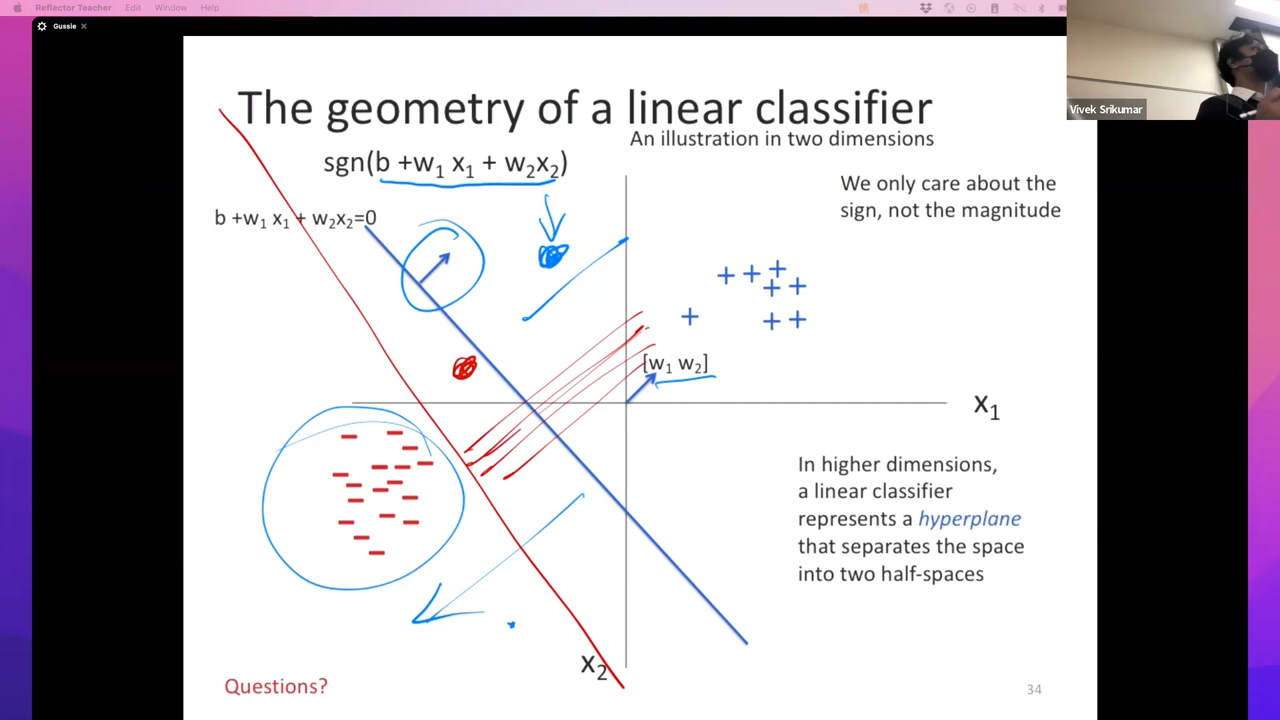 Reflector Teacher Edit Window Help
Gussie
Vivek Srikumar
The geometry of a linear classifier
An illustration in two dimensions
sgn(b +w₁ x₁ + w₂x₂)
We only care about the
sign, not the magnitude
b +w₁ x₁ + w₂x₂=0
[w₁ w₂]
x₁
In higher dimensions,
a linear classifier
represents a hyperplane
that separates the space
into two half-spaces
x₂
Questions?
34